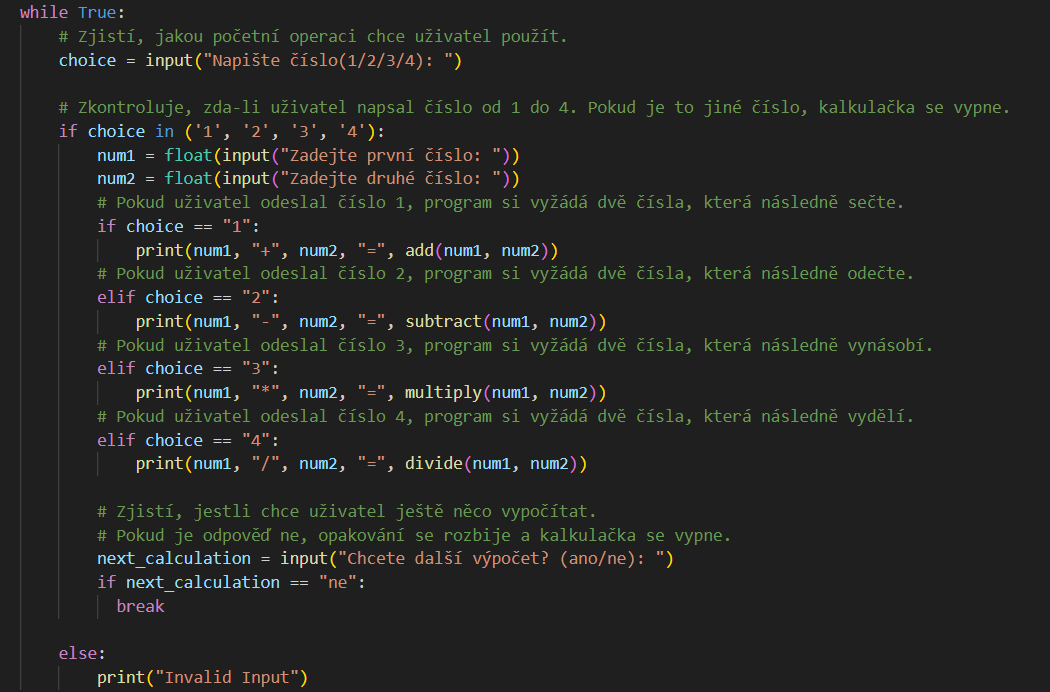 while True:
    # Zjistí, jakou početní operaci chce uživatel použít.
    choice = input("Napište číslo(1/2/3/4): ")

    # Zkontroluje, zda-li uživatel napsal číslo od 1 do 4. Pokud je to jiné číslo, kalkulačka se vypne.
    if choice in ('1', '2', '3', '4'):
        num1 = float(input("Zadejte první číslo: "))
        num2 = float(input("Zadejte druhé číslo: "))
        # Pokud uživatel odeslal číslo 1, program si vyžádá dvě čísla, která následně sečte.
        if choice == "1":
            print(num1, "+", num2, "=", add(num1, num2))
        # Pokud uživatel odeslal číslo 2, program si vyžádá dvě čísla, která následně odečte.
        elif choice == "2":
            print(num1, "-", num2, "=", subtract(num1, num2))
        # Pokud uživatel odeslal číslo 3, program si vyžádá dvě čísla, která následně vynásobí.
        elif choice == "3":
            print(num1, "*", num2, "=", multiply(num1, num2))
        # Pokud uživatel odeslal číslo 4, program si vyžádá dvě čísla, která následně vydělí.
        elif choice == "4":
            print(num1, "/", num2, "=", divide(num1, num2))

        # Zjistí, jestli chce uživatel ještě něco vypočítat.
        # Pokud je odpověď ne, opakování se rozbije a kalkulačka se vypne.
        next_calculation = input("Chcete další výpočet? (ano/ne): ")
        if next_calculation == "ne":
          break

    else:
        print("Invalid Input")